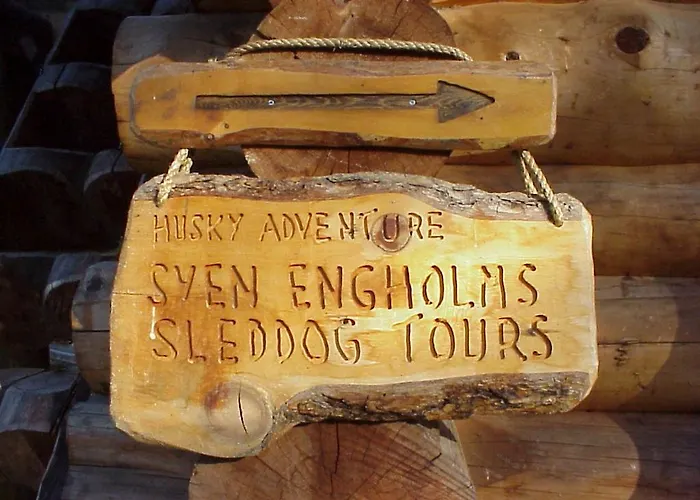 HUSKY ADVENTURE
SVEN ENGHOLMS
SLEDDOG TOURS